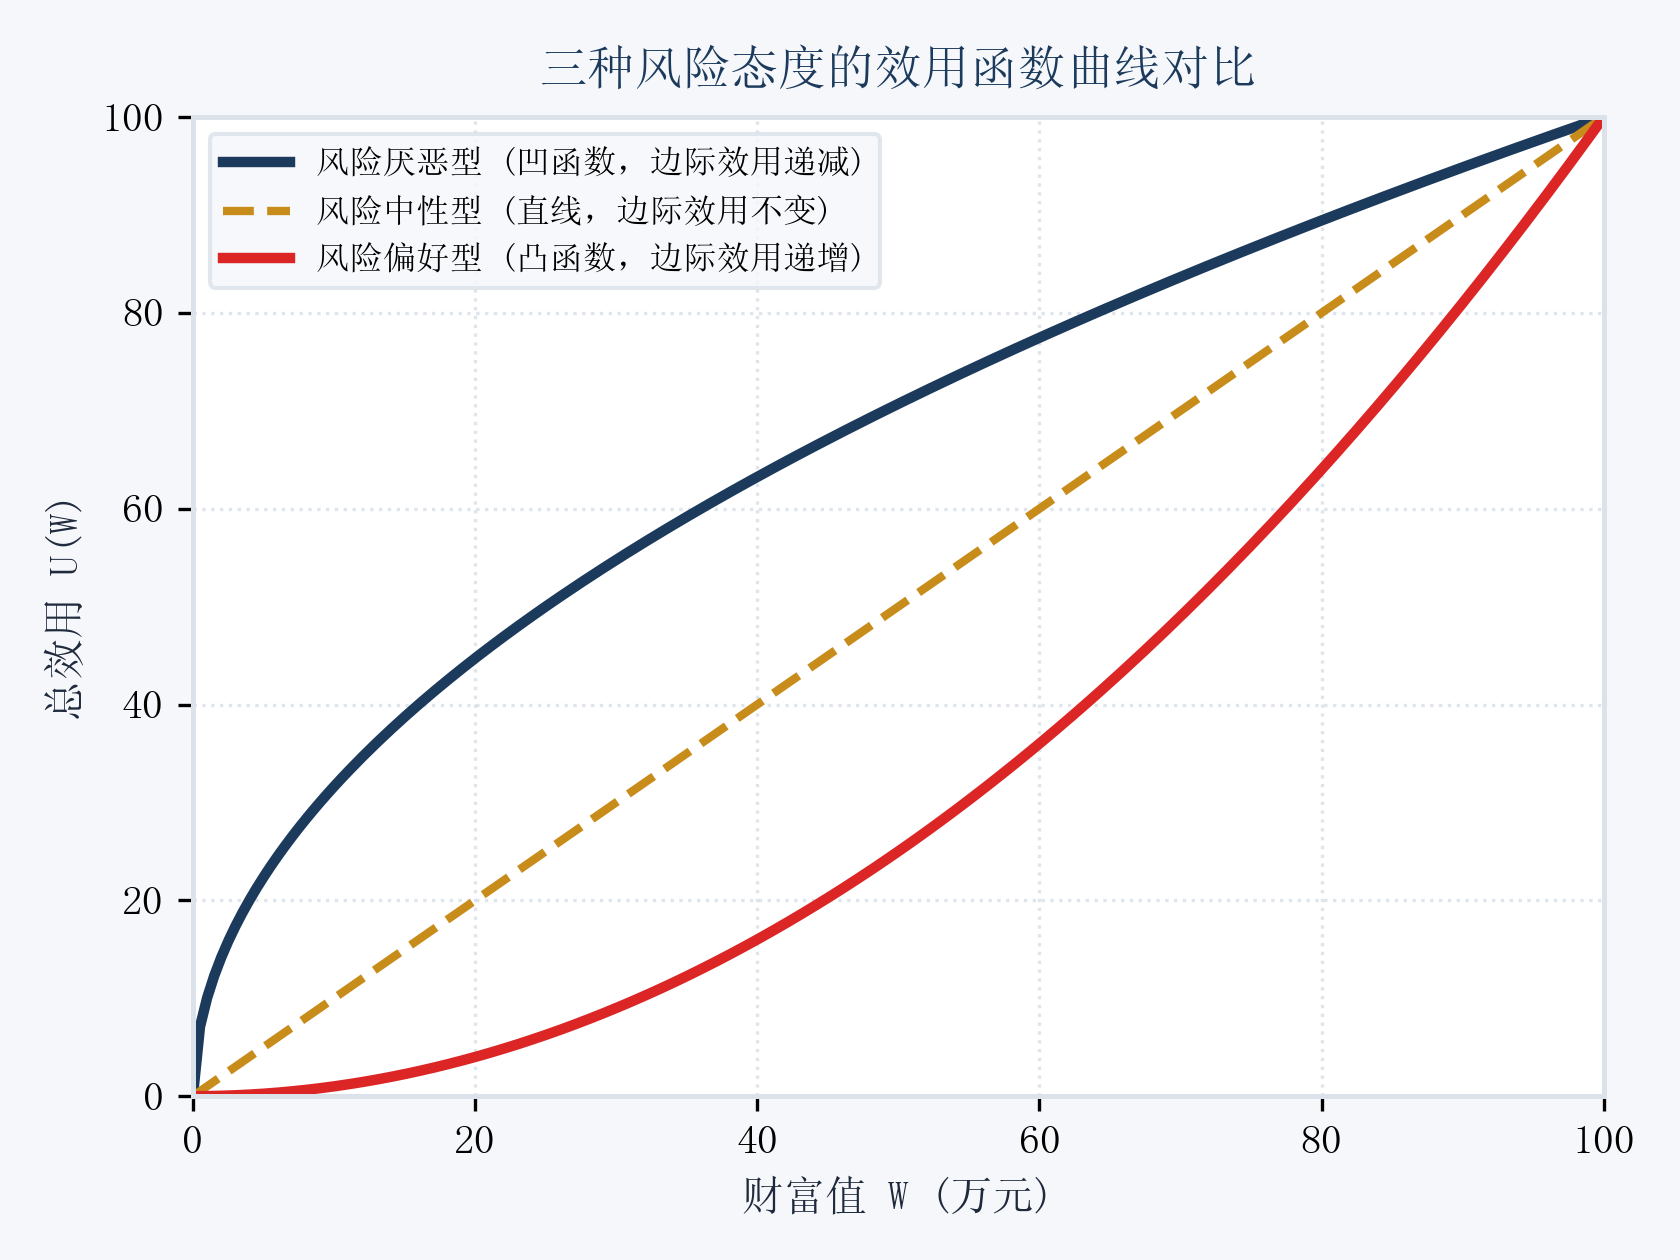 三种风险态度的效用函数曲线对比
风险厌恶型 (凹函数，边际效用递减)
风险中性型 (直线，边际效用不变)
风险偏好型 (凸函数，边际效用递增)
总效用 U(W)
100
80
60
40
20
0
0 20 40 60 80 100
财富值 W (万元)